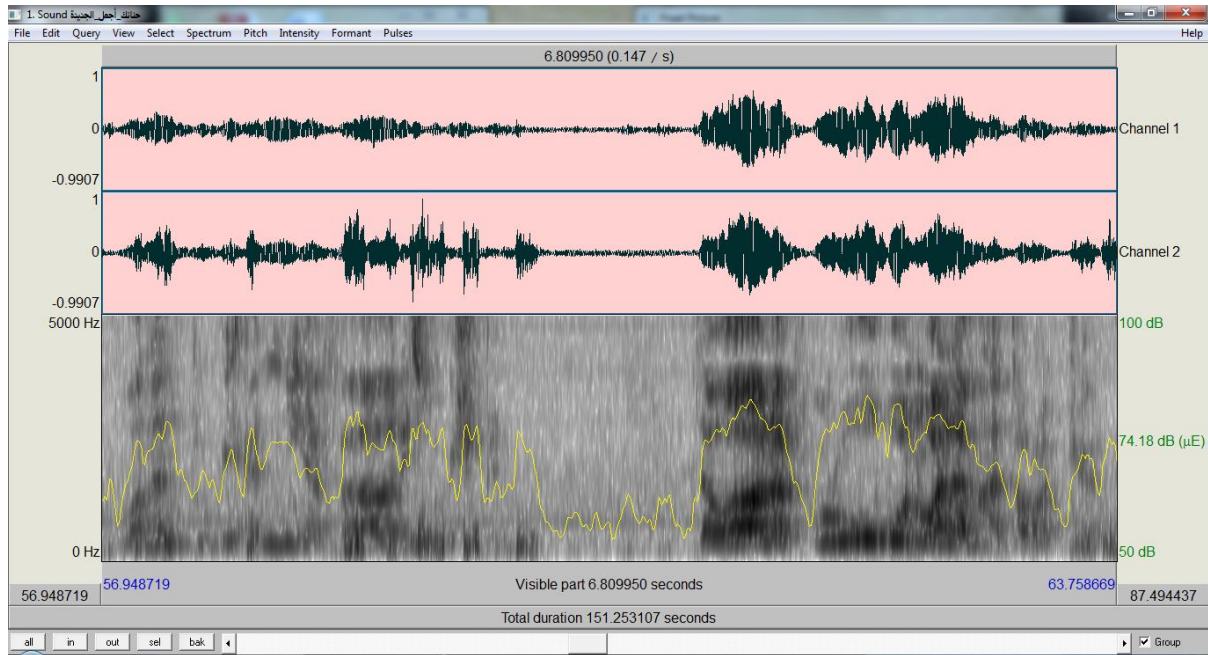 1. Sound حنانك_أجعل_الجنيدة
File Edit Query View Select Spectrum Pitch Intensity Formant Pulses Help
6.809950 (0.147 / s)
1
0
-0.9907
Channel 1
1
0
-0.9907
Channel 2
5000 Hz
0 Hz
100 dB
74.18 dB (µE)
50 dB
56.948719
56.948719
Visible part 6.809950 seconds
63.758669
87.494437
Total duration 151.253107 seconds
all in out sel bak Group